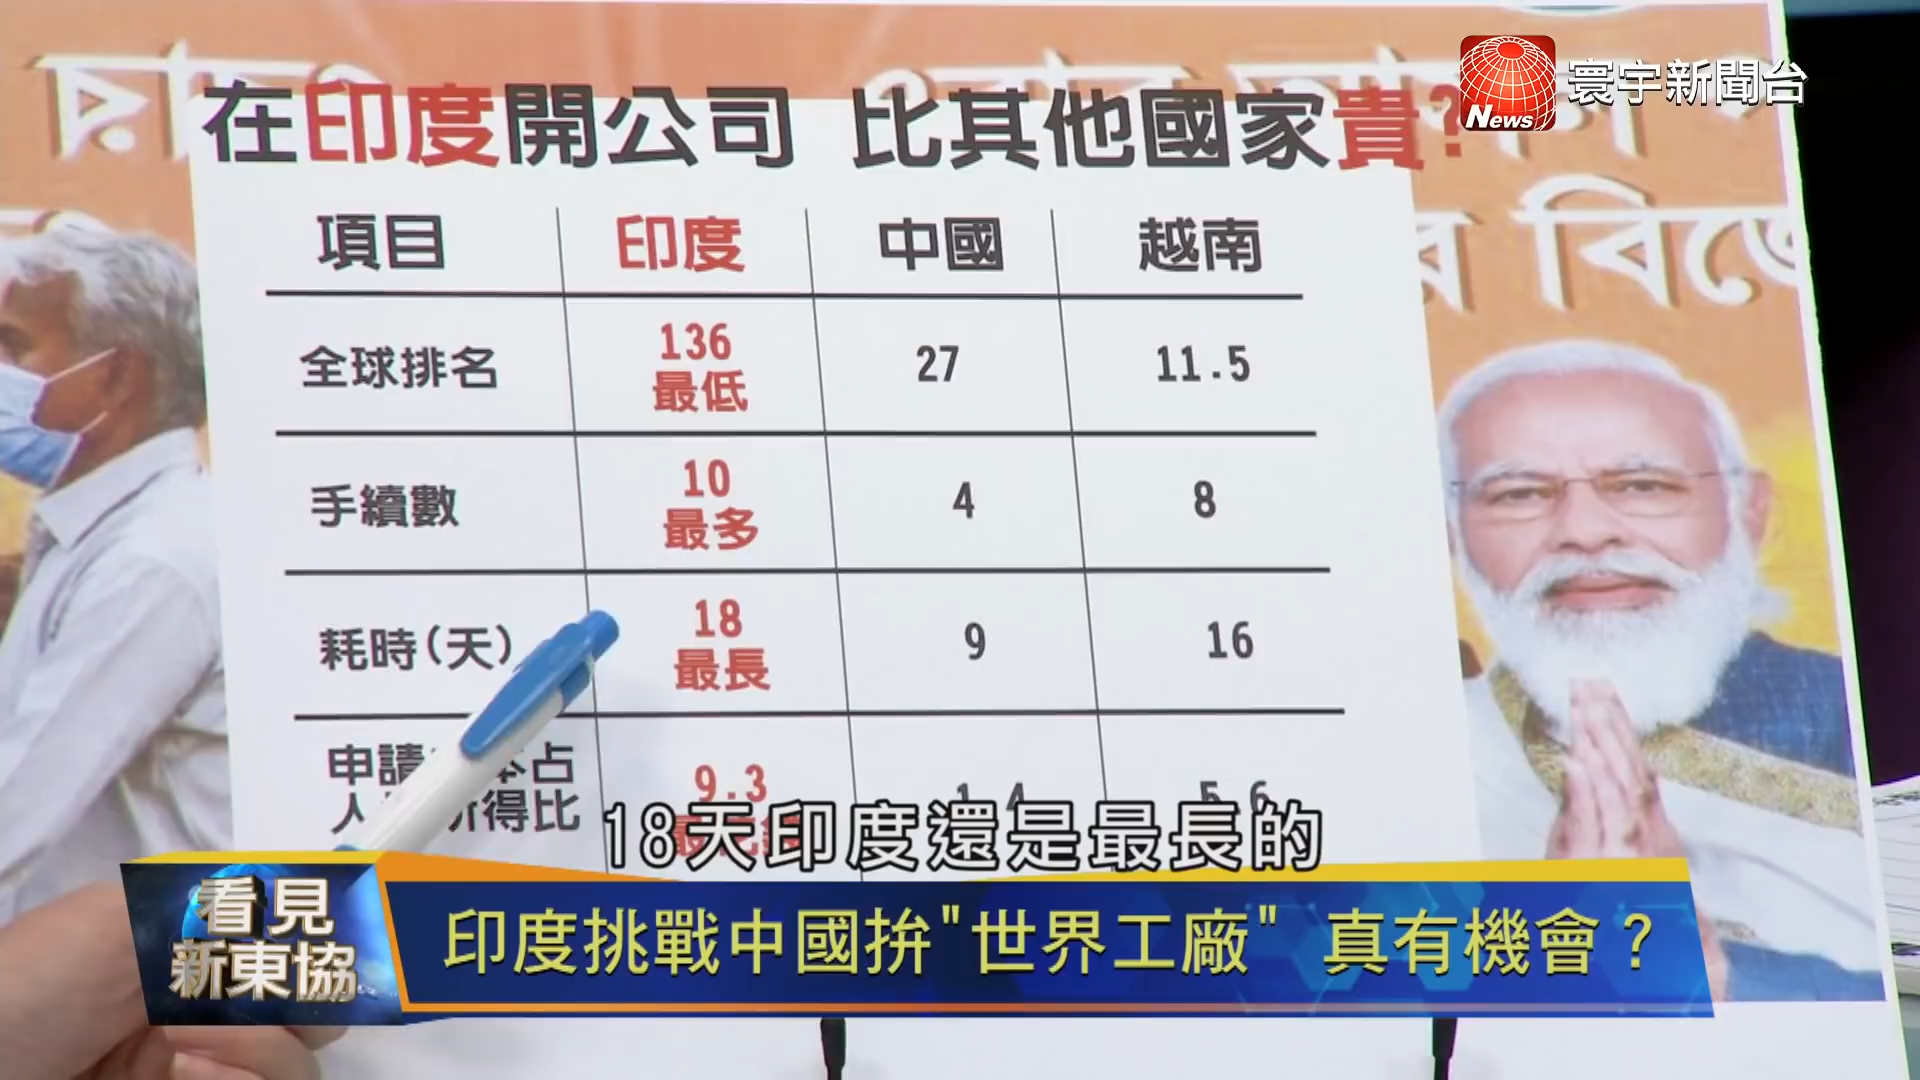 寰宇新聞台
News
在印度開公司 比其他國家貴?
項目 印度 中國 越南
全球排名 136 最低 27 11.5
手續數 10 最多 4 8
耗時(天) 18 最長 9 16
申請 占 9.3 1.4 5.6
人 所得比
18天印度還是最長的
看見
新東協
印度挑戰中國拚"世界工廠" 真有機會?